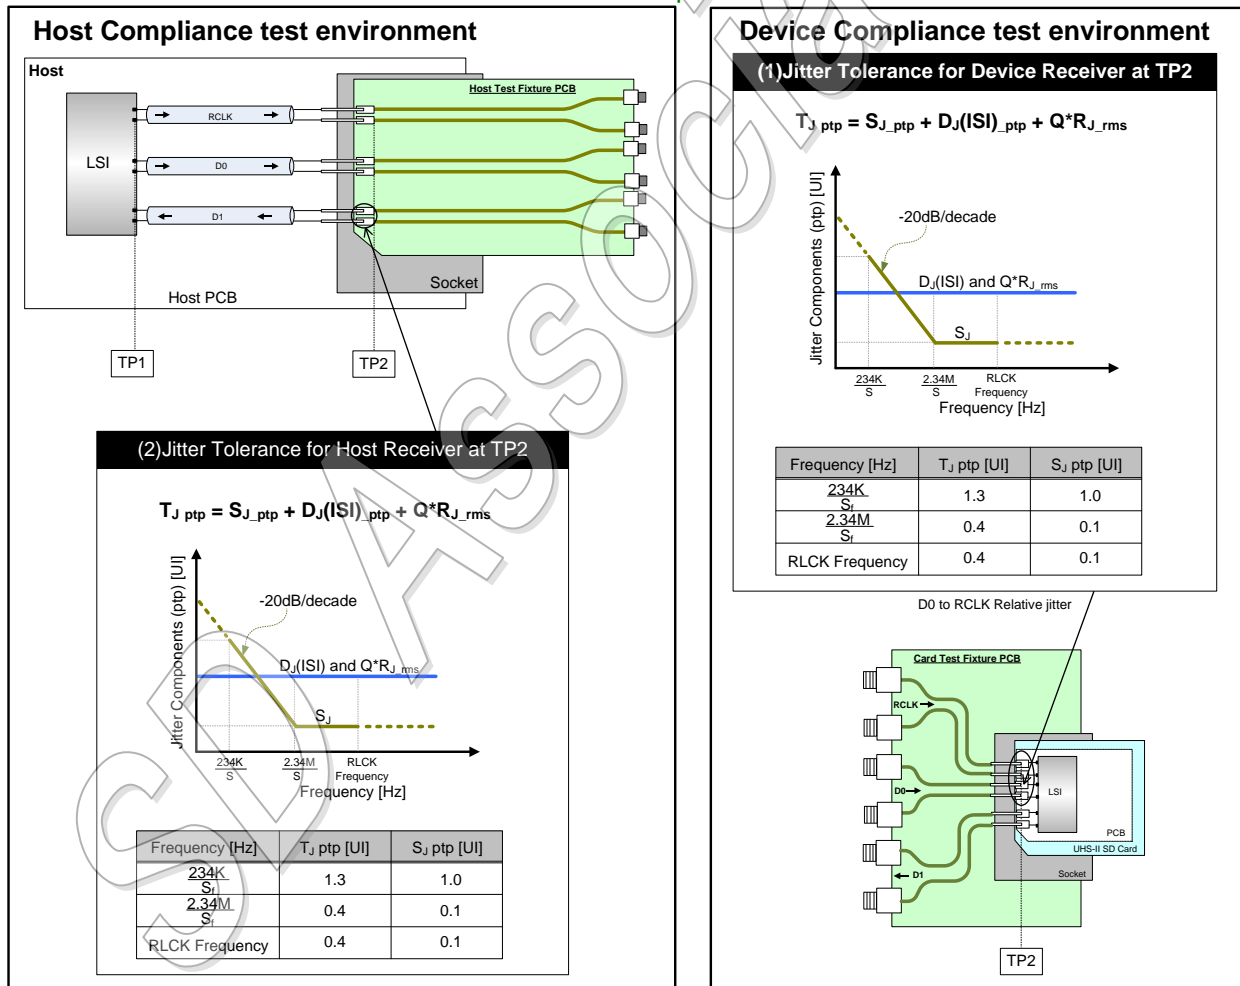 Host Compliance test environment
Host
Host Test Fixture PCB
RCLK
LSI
D0
D1
Socket
Host PCB
TP1
TP2
(2)Jitter Tolerance for Host Receiver at TP2
TJ ptp = SJ_ptp + DJ(ISI)_ptp + Q*RJ_rms
Jitter Components (ptp) [UI]
-20dB/decade
DJ(ISI) and Q*RJ_rms
SJ
234K
S
2.34M
S
RLCK
Frequency
Frequency [Hz]
Frequency [Hz] TJ ptp [UI] SJ ptp [UI]
234K
Sf
1.3 1.0
2.34M
Sf
0.4 0.1
RLCK Frequency 0.4 0.1
Device Compliance test environment
(1)Jitter Tolerance for Device Receiver at TP2
TJ ptp = SJ_ptp + DJ(ISI)_ptp + Q*RJ_rms
Jitter Components (ptp) [UI]
-20dB/decade
DJ(ISI) and Q*RJ_rms
SJ
234K
S
2.34M
S
RLCK
Frequency
Frequency [Hz]
Frequency [Hz] TJ ptp [UI] SJ ptp [UI]
234K
Sf
1.3 1.0
2.34M
Sf
0.4 0.1
RLCK Frequency 0.4 0.1
D0 to RCLK Relative jitter
Card Test Fixture PCB
RCLK
D0
LSI
PCB
UHS-II SD Card
Socket
D1
TP2
SD Associa